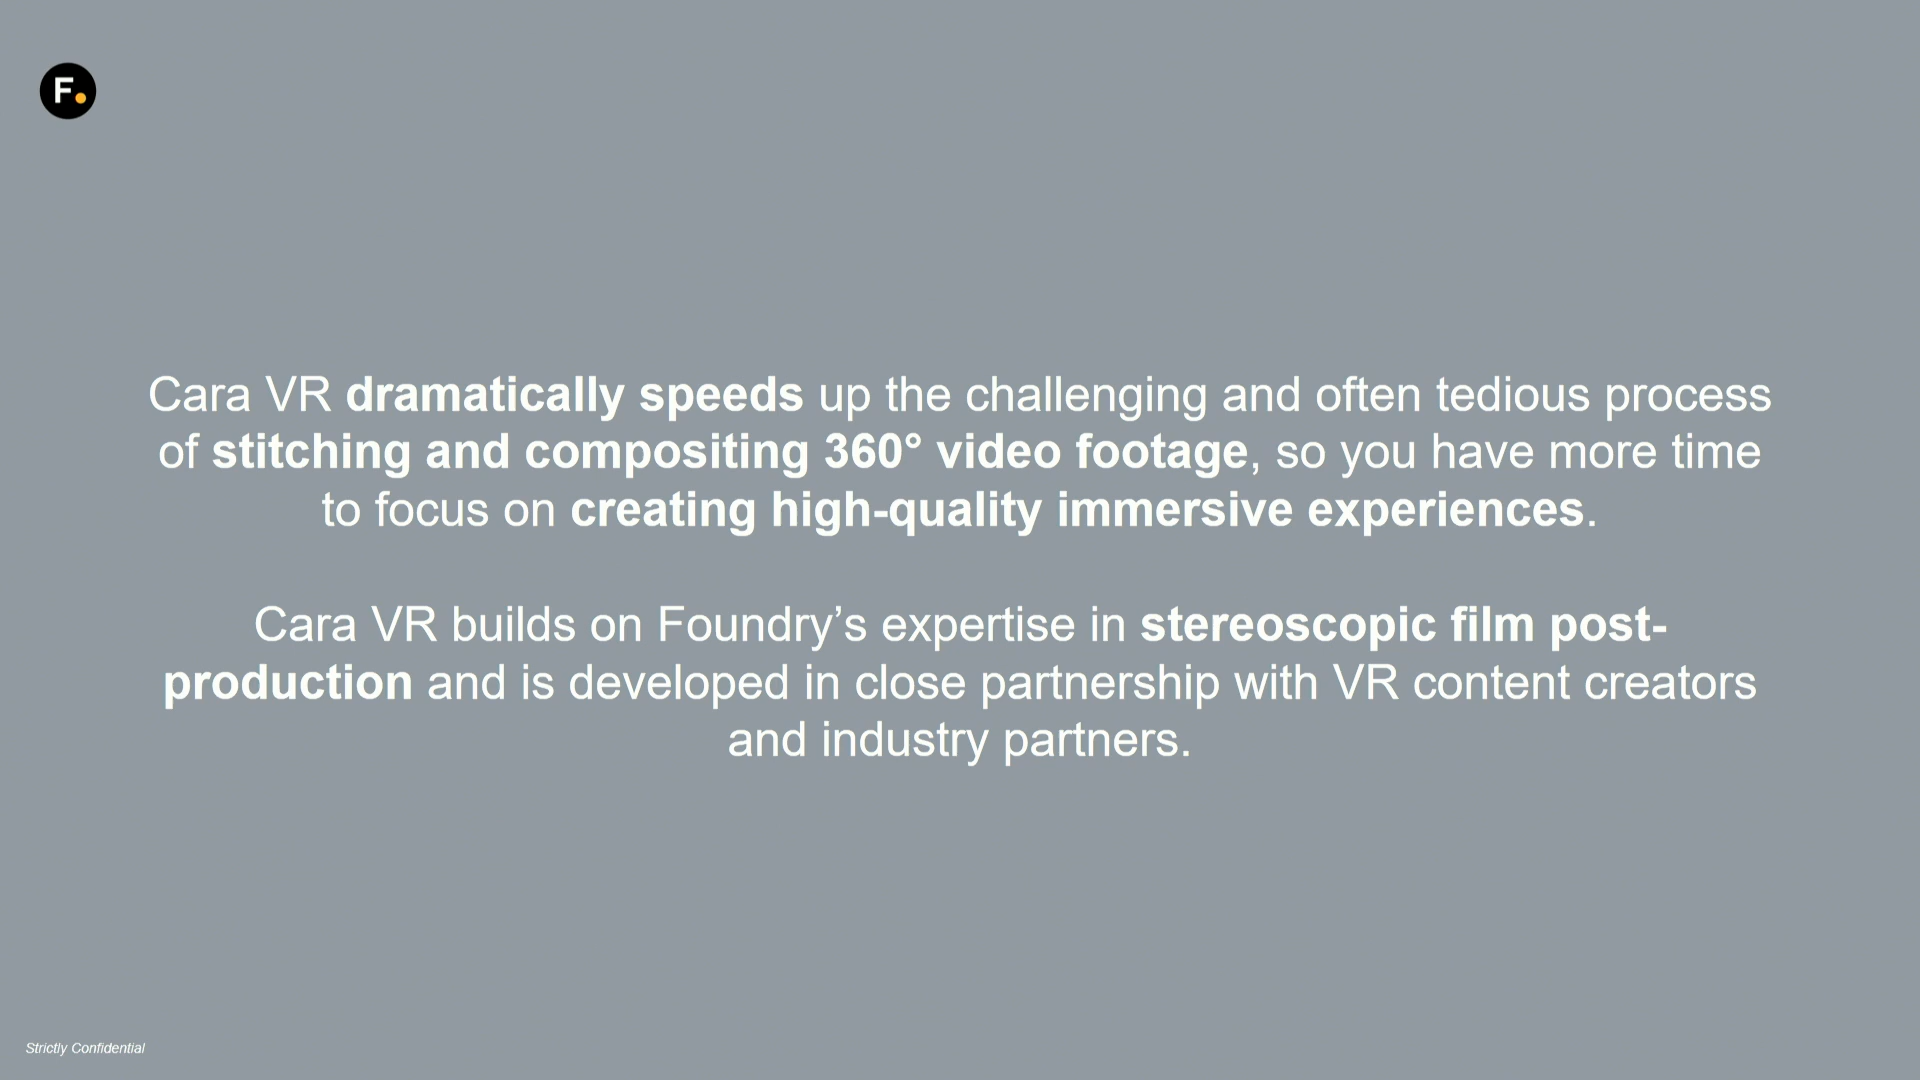 F.
Cara VR dramatically speeds up the challenging and often tedious process
of stitching and compositing 360° video footage, so you have more time
to focus on creating high-quality immersive experiences.
Cara VR builds on Foundry’s expertise in stereoscopic film post-
production and is developed in close partnership with VR content creators
and industry partners.
Strictly Confidential